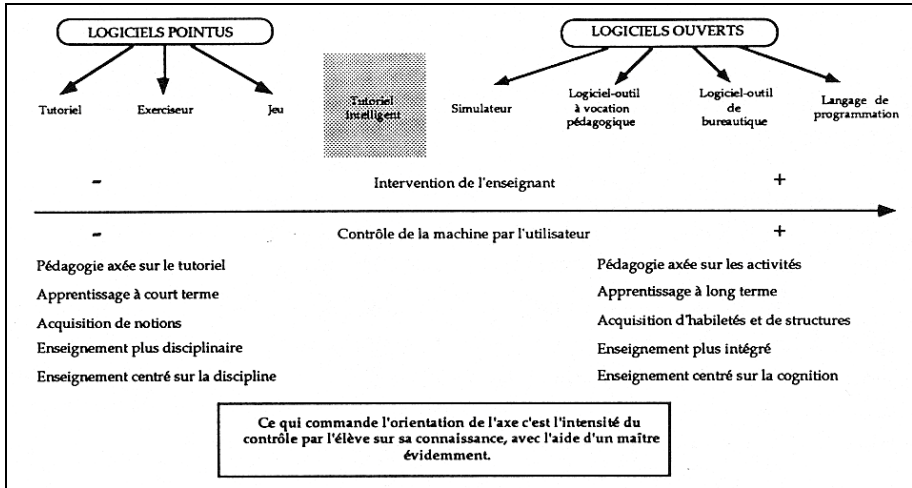 LOGICIELS POINTUS
LOGICIELS OUVERTS
Tutoriel
Exerciseur
Jeu
Tutoriel
Intelligent
Simulateur
Logiciel-outil
à vocation
pédagogique
Logiciel-outil
de
bureautique
Langage de
programmation
- Intervention de l'enseignant +
- Contrôle de la machine par l'utilisateur +
Pédagogie axée sur le tutoriel
Apprentissage à court terme
Acquisition de notions
Enseignement plus disciplinaire
Enseignement centré sur la discipline
Pédagogie axée sur les activités
Apprentissage à long terme
Acquisition d'habiletés et de structures
Enseignement plus intégré
Enseignement centré sur la cognition
Ce qui commande l'orientation de l'axe c'est l'intensité du
contrôle par l'élève sur sa connaissance, avec l'aide d'un maître
évidemment.